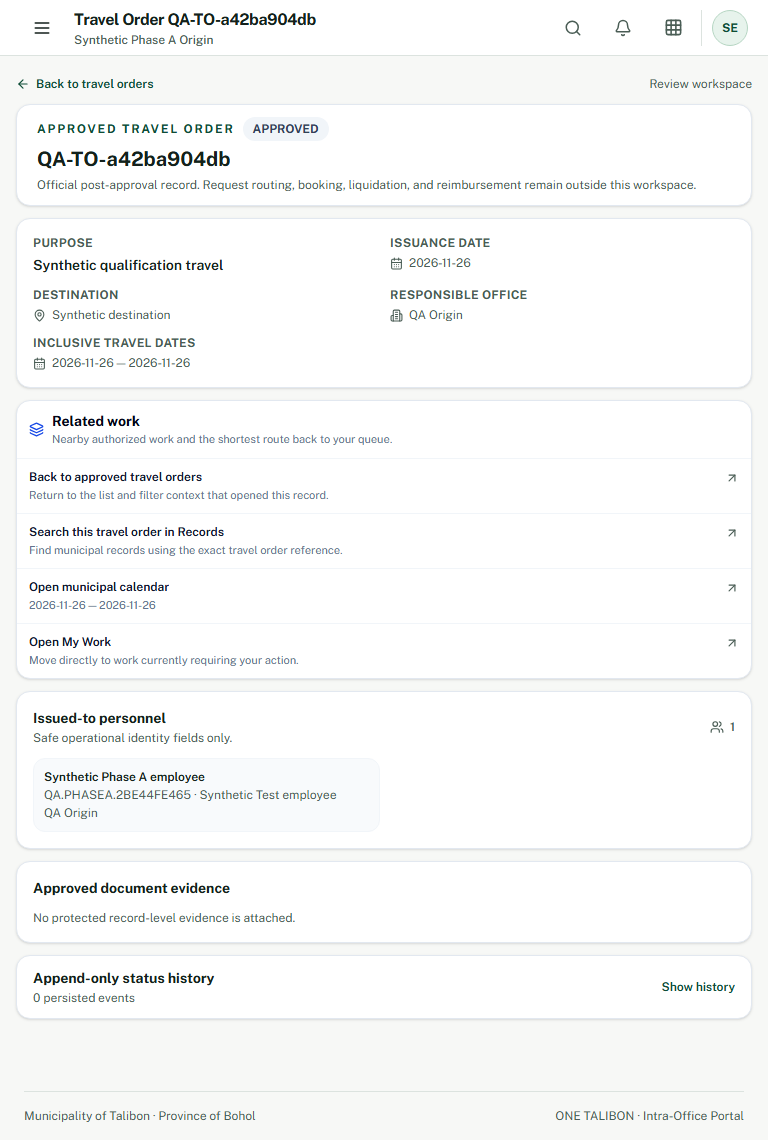 Travel Order QA-TO-a42ba904db
Synthetic Phase A Origin
SE
Back to travel orders
Review workspace
APPROVED TRAVEL ORDER
APPROVED
QA-TO-a42ba904db
Official post-approval record. Request routing, booking, liquidation, and reimbursement remain outside this workspace.
PURPOSE
Synthetic qualification travel
ISSUANCE DATE
2026-11-26
DESTINATION
Synthetic destination
RESPONSIBLE OFFICE
QA Origin
INCLUSIVE TRAVEL DATES
2026-11-26 — 2026-11-26
Related work
Nearby authorized work and the shortest route back to your queue.
Back to approved travel orders
Return to the list and filter context that opened this record.
Search this travel order in Records
Find municipal records using the exact travel order reference.
Open municipal calendar
2026-11-26 — 2026-11-26
Open My Work
Move directly to work currently requiring your action.
Issued-to personnel
Safe operational identity fields only.
1
Synthetic Phase A employee
QA.PHASEA.2BE44FE465 · Synthetic Test employee
QA Origin
Approved document evidence
No protected record-level evidence is attached.
Append-only status history
0 persisted events
Show history
Municipality of Talibon · Province of Bohol
ONE TALIBON · Intra-Office Portal